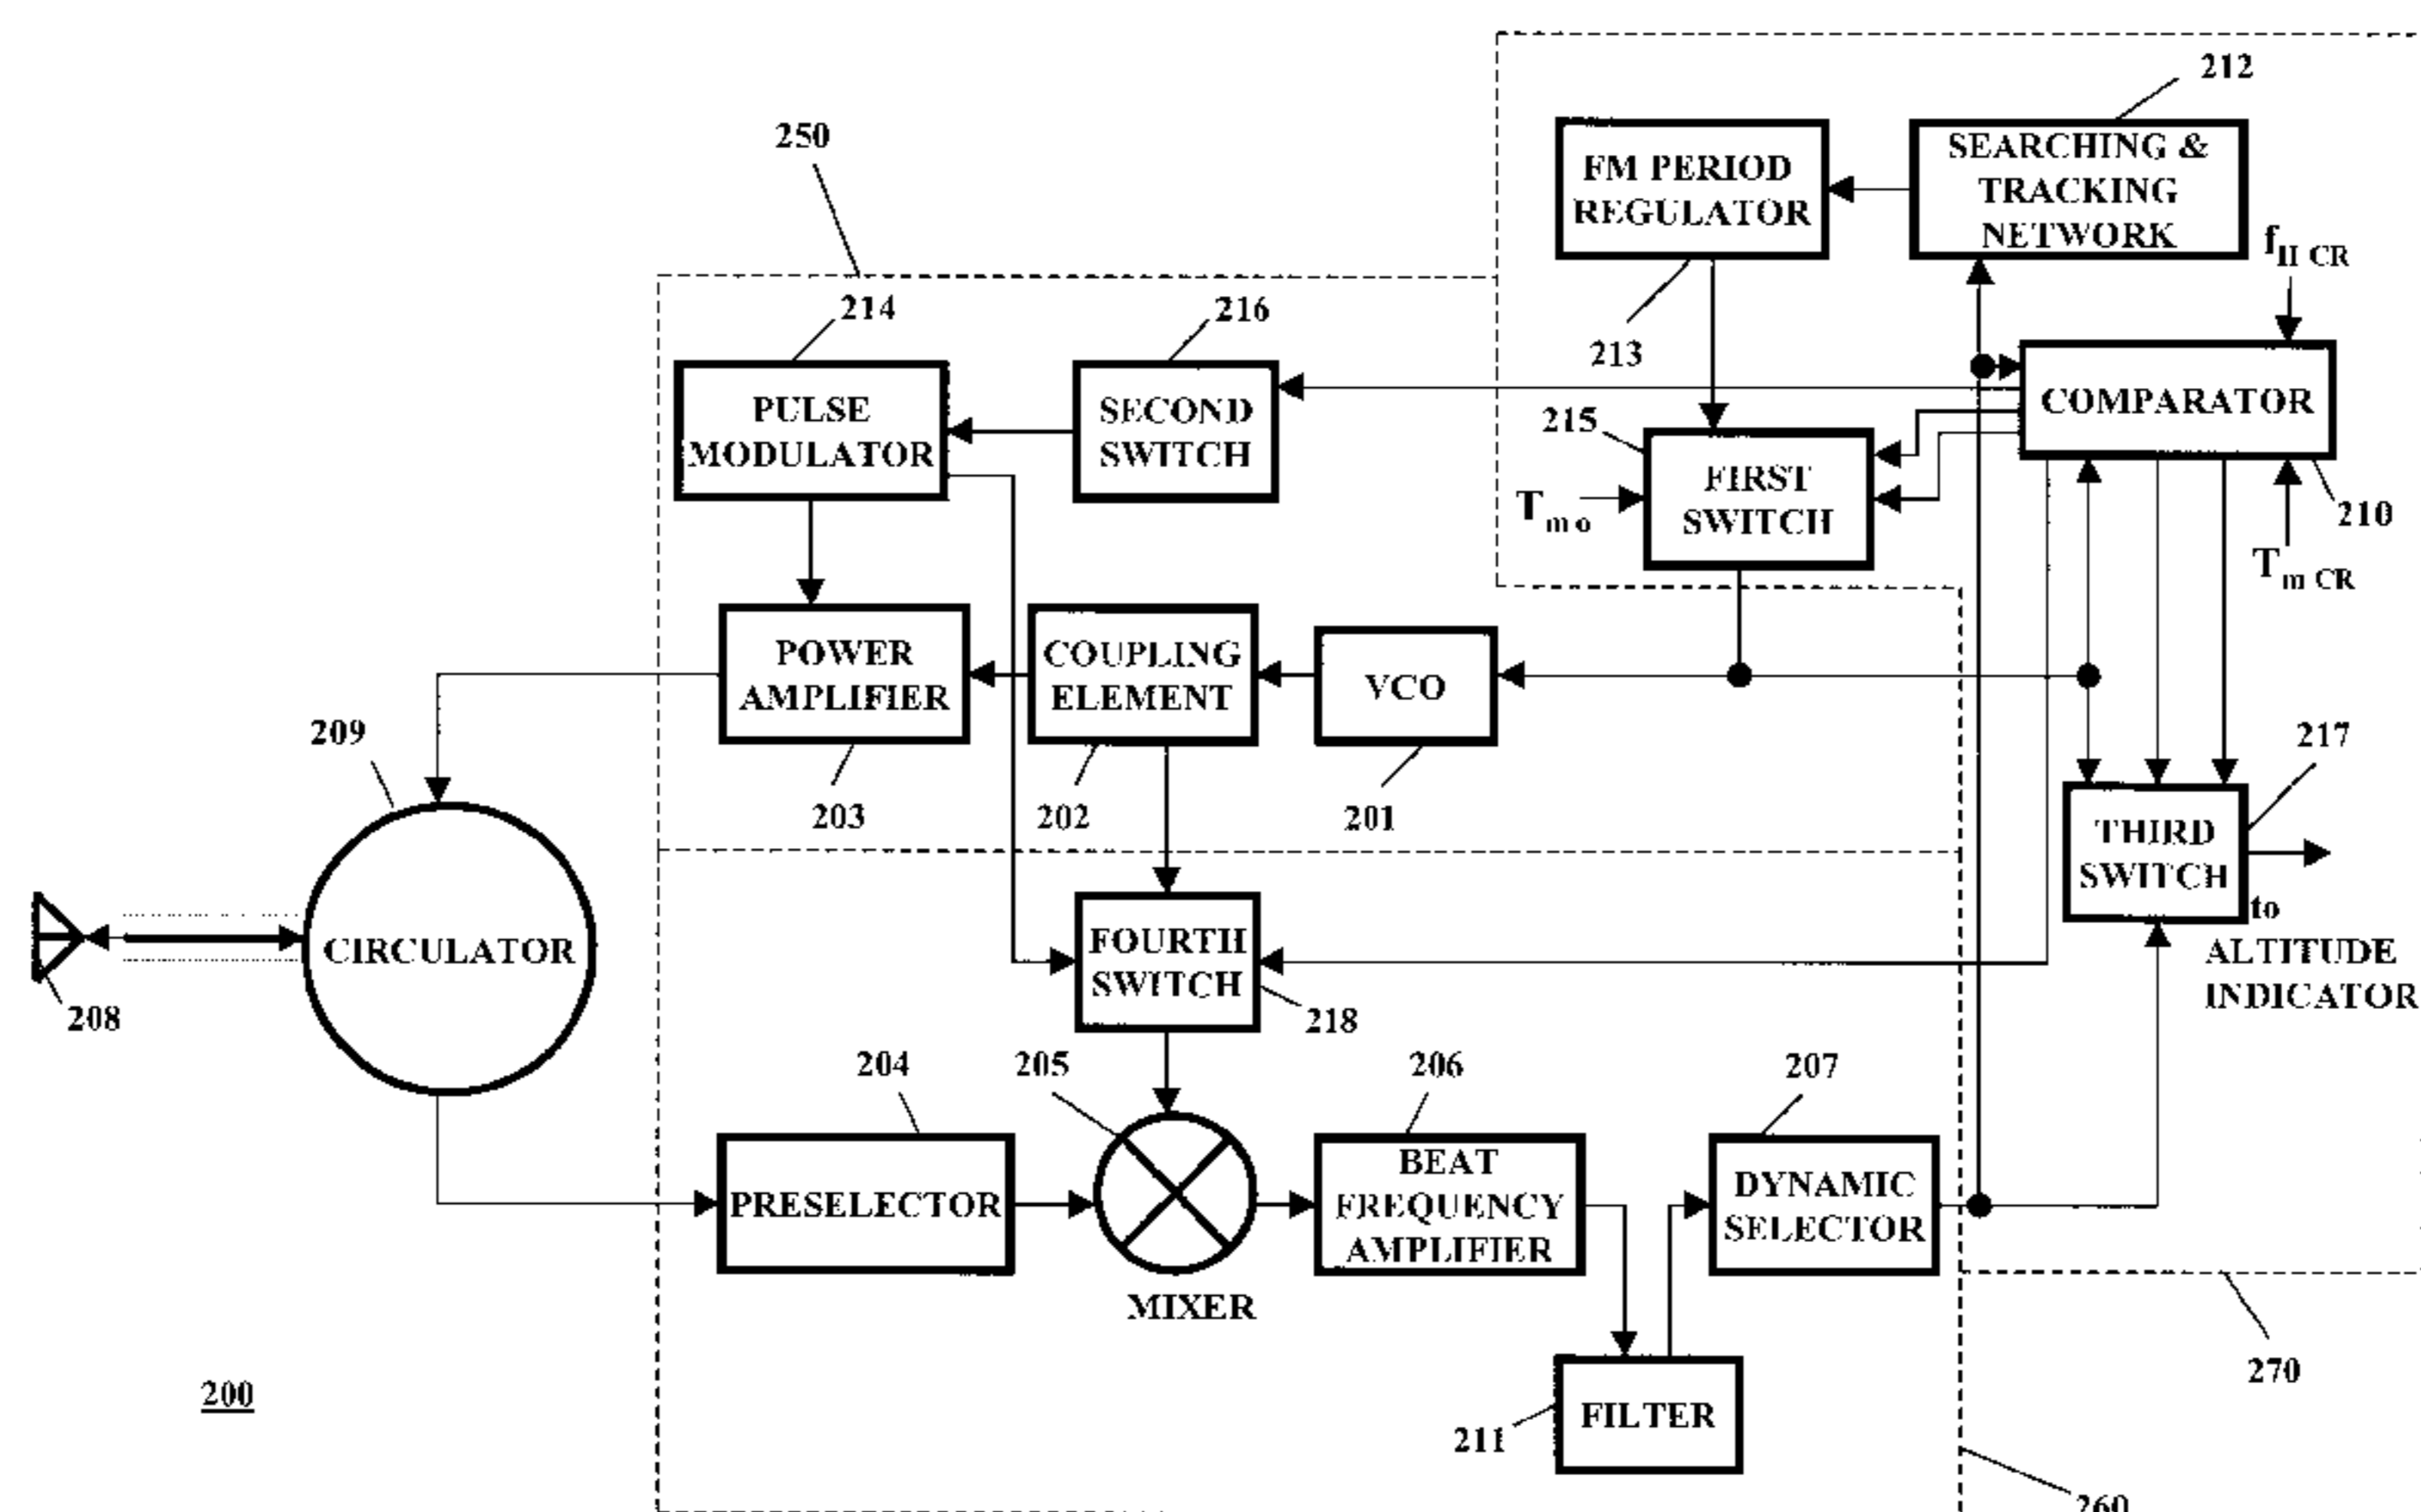 212
250
FM PERIOD
REGULATOR
SEARCHING &
TRACKING
NETWORK
f_II CR
214
216
213
PULSE
MODULATOR
SECOND
SWITCH
COMPARATOR
215
FIRST
SWITCH
T_m o
210
T_m CR
POWER
AMPLIFIER
COUPLING
ELEMENT
VCO
209
217
203
202
201
THIRD
SWITCH
to
ALTITUDE
INDICATOR
CIRCULATOR
FOURTH
SWITCH
208
218
204
205
206
207
PRESELECTOR
BEAT
FREQUENCY
AMPLIFIER
DYNAMIC
SELECTOR
MIXER
270
200
FILTER
211
260